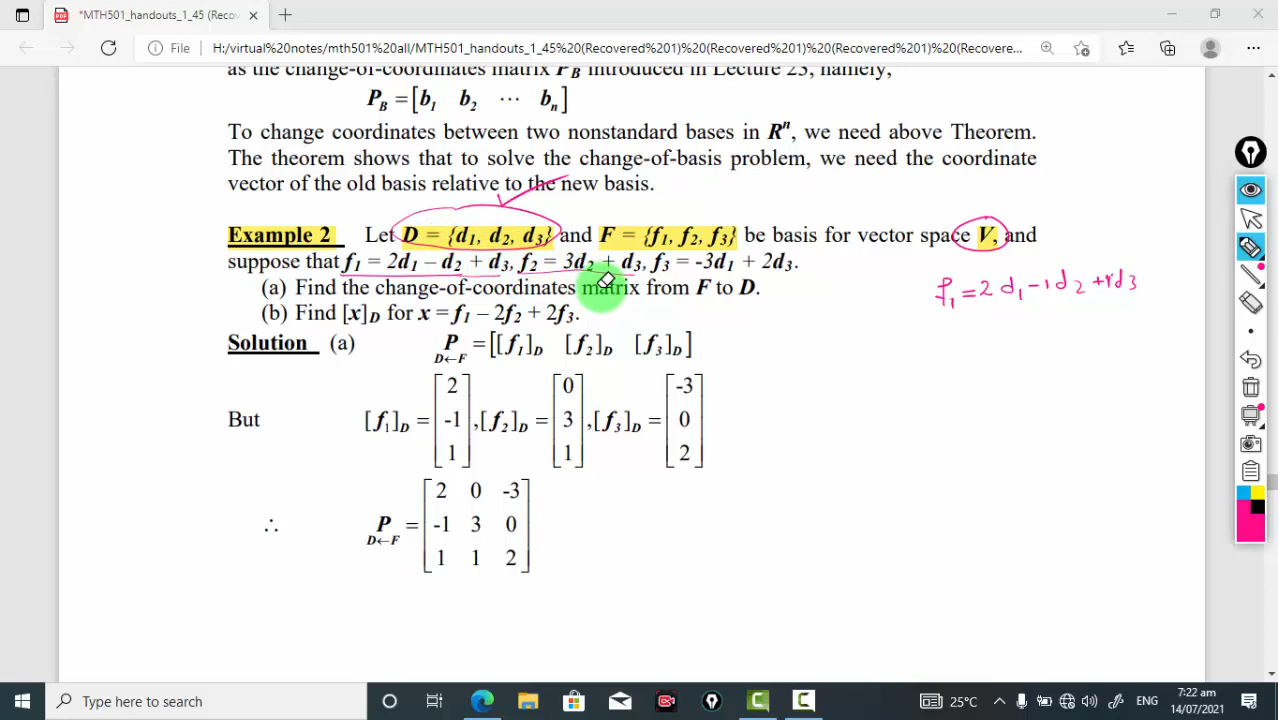 *MTH501_handouts_1_45 (Reco
File H:/virtual%20notes/mth501%20all/MTH501_handouts_1_45%20(Recovered%201)%20(Recovered%201)%20(Recovered%201)%20(Recovere...
as the change-of-coordinates matrix P_B introduced in Lecture 23, namely,
P_B = [b_1 b_2 ⋯ b_n]
To change coordinates between two nonstandard bases in R^n, we need above Theorem.
The theorem shows that to solve the change-of-basis problem, we need the coordinate
vector of the old basis relative to the new basis.
Example 2 Let D = {d_1, d_2, d_3} and F = {f_1, f_2, f_3} be basis for vector space V, and
suppose that f_1 = 2d_1 – d_2 + d_3, f_2 = 3d_2 + d_3, f_3 = -3d_1 + 2d_3.
f_1 = 2 d_1 - 1 d_2 + 1 d_3
(a) Find the change-of-coordinates matrix from F to D.
(b) Find [x]_D for x = f_1 – 2f_2 + 2f_3.
Solution (a) P D←F = [[f_1]_D [f_2]_D [f_3]_D]
But [f_1]_D = [2 -1 1], [f_2]_D = [0 3 1], [f_3]_D = [-3 0 2]
2 0 -3
∴ P D←F = -1 3 0
1 1 2
Type here to search
25°C ENG 7:22 am
14/07/2021